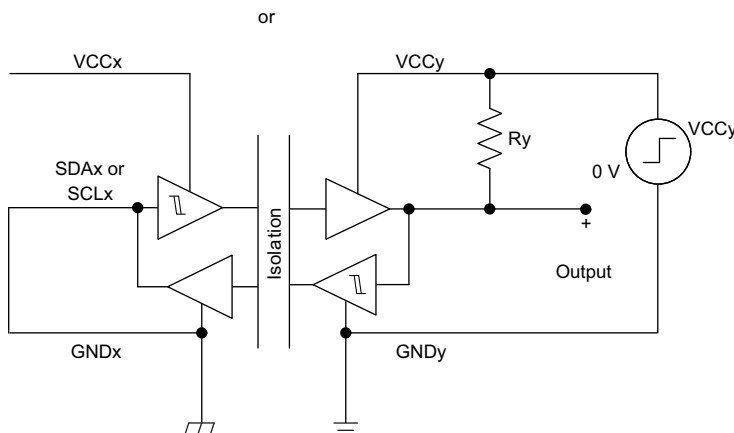 or
VCCx
VCCy
Ry
VCCy
0 V
SDAx or
SCLx
Isolation
+
Output
GNDx
GNDy